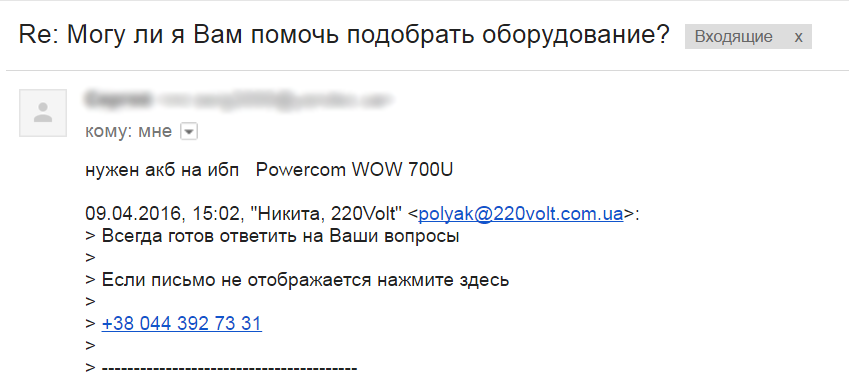 Re: Могу ли я Вам помочь подобрать оборудование? Входящие x
кому: мне
нужен акб на ибп Powercom WOW 700U
09.04.2016, 15:02, "Никита, 220Volt" <polyak@220volt.com.ua>:
> Всегда готов ответить на Ваши вопросы
>
> Если письмо не отображается нажмите здесь
>
> +38 044 392 73 31
>
> ----------------------------------------